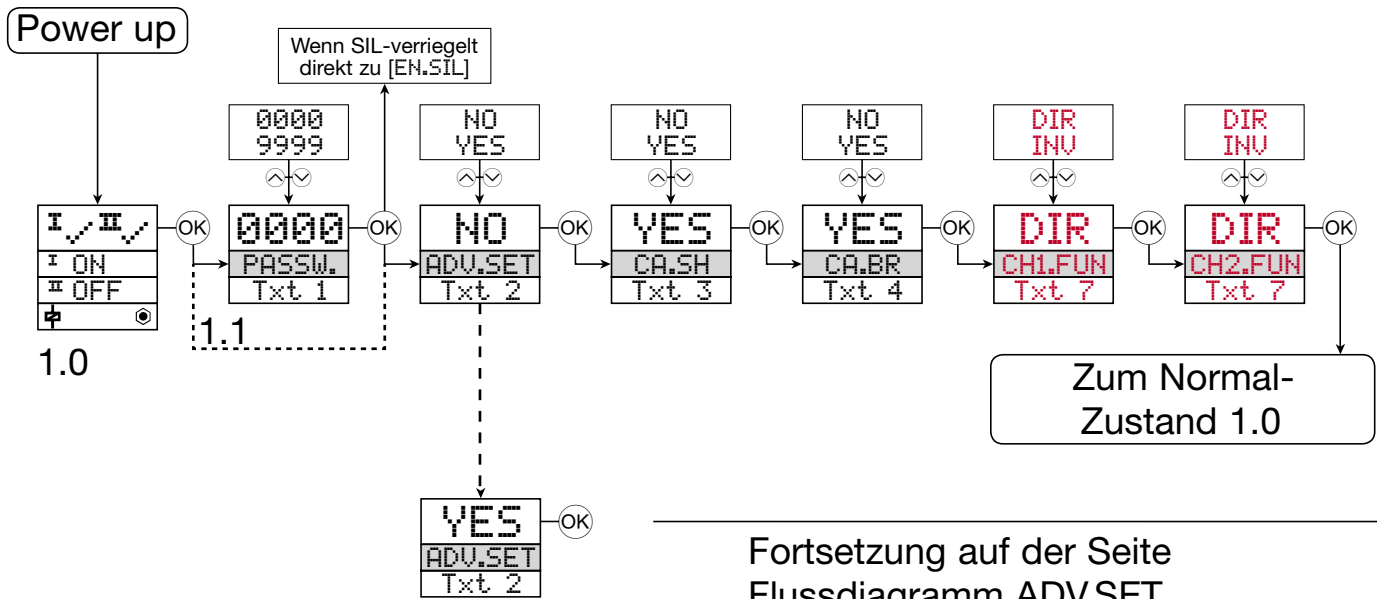 Power up
Wenn SIL-verriegelt
direkt zu [EN.SIL]
0000
9999
NO
YES
NO
YES
NO
YES
DIR
INV
DIR
INV
I II
I ON
II OFF
1.0
OK
0000
PASSW.
Txt 1
1.1
OK
NO
ADV.SET
Txt 2
OK
YES
CA.SH
Txt 3
OK
YES
CA.BR
Txt 4
OK
DIR
CH1.FUN
Txt 7
OK
DIR
CH2.FUN
Txt 7
OK
Zum Normal-
Zustand 1.0
YES
ADV.SET
Txt 2
OK
Fortsetzung auf der Seite
Flussdiagramm ADV.SET